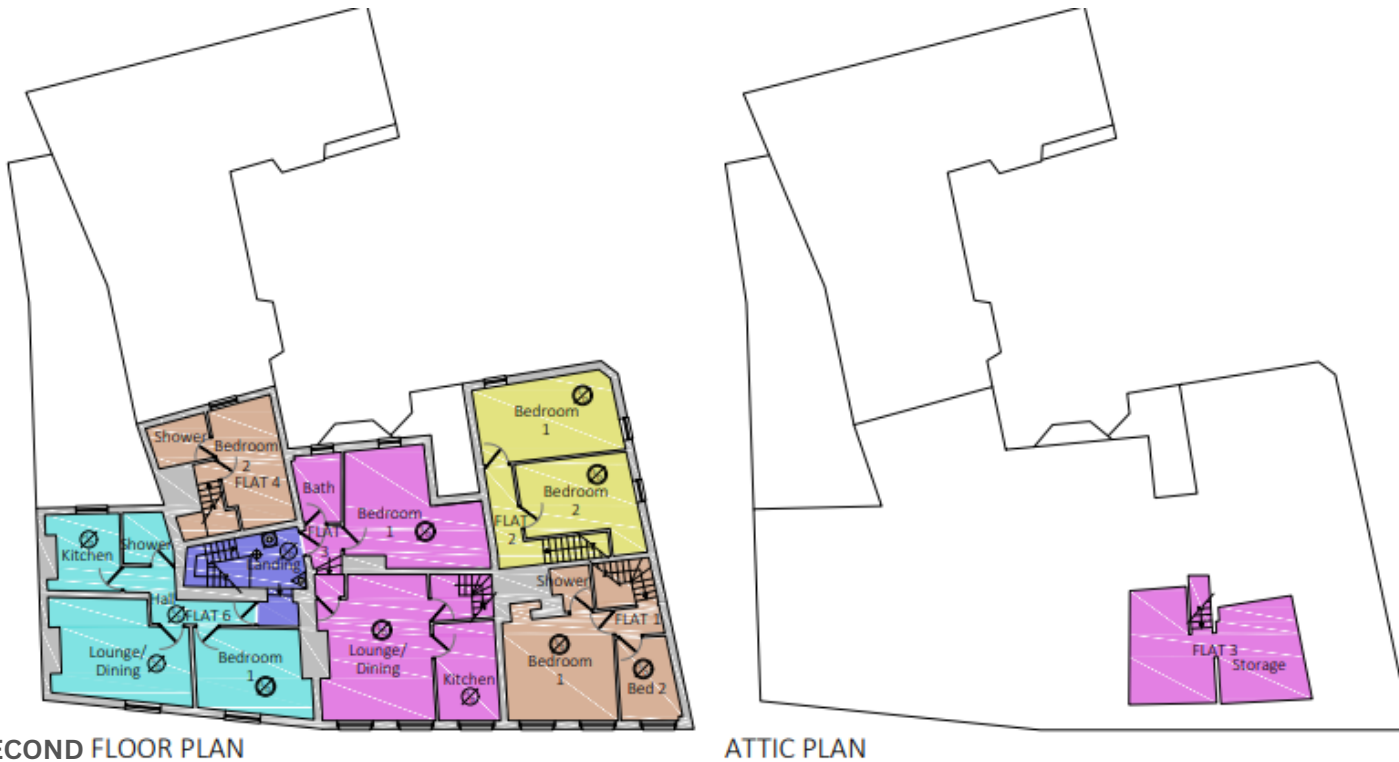 Bedroom
1
Shower
Bedroom
2
FLAT 4
Bedroom
2
FLAT
2
Bath
Bedroom
1
FLAT
3
Kitchen
Shower
Landing
Hall
FLAT 6
Lounge/
Dining
Bedroom
1
Lounge/
Dining
Kitchen
Shower
FLAT 1
Bedroom
1
Bed 2
FLAT 3
Storage
ECOND FLOOR PLAN
ATTIC PLAN